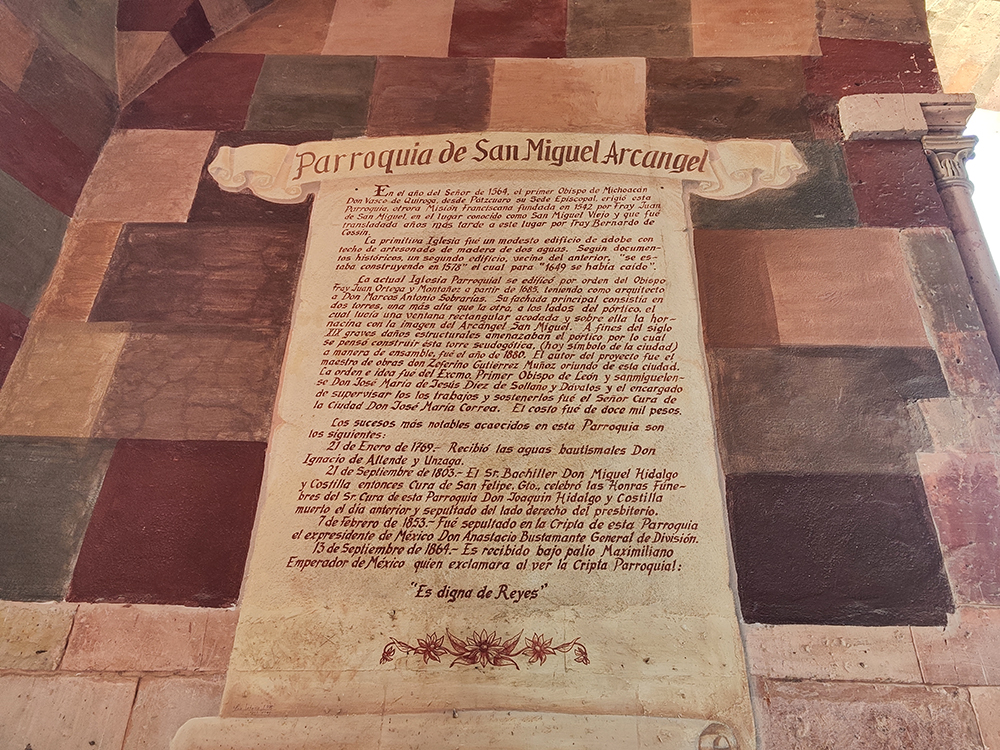 Parroquia de San Miguel Arcangel
En el año del Señor de 1564, el primer Obispo de Michoacán
Don Vasco de Quiroga, desde Pátzcuaro su Sede Episcopal, erigió esta
Parroquia, otrora Misión Franciscana fundada en 1542 por Fray Juan
de San Miguel, en el lugar conocido como San Miguel Viejo y que fué
transladada años más tarde a este lugar por Fray Bernardo de
Cossin.
La primitiva Iglesia fué un modesto edificio de adobe con
techo de artesonado de madera de dos aguas. Según documen-
tos históricos, un segundo edificio, vecino del anterior, "se es-
taba construyendo en 1578" el cual para "1649 se había caído".
La actual Iglesia Parroquial se edificó por orden del Obispo
Fray Juan Ortega y Montañez a partir de 1685, teniendo como arquitecto
a Don Marcos Antonio Sobrarías. Su fachada principal consistía en
dos torres, una más alta que la otra, a los lados del pórtico, el
cual lucía una ventana rectangular acodada y sobre ella la hor-
nacina con la imagen del Arcángel San Miguel. A fines del siglo
XIX graves daños estructurales amenazaban el pórtico por lo cual
se pensó construir ésta torre seudogótica, (hoy símbolo de la ciudad)
a manera de ensamble, fué el año de 1880. El autor del proyecto fue el
maestro de obras don Zeferino Gutierrez Muñoz oriundo de esta ciudad.
La orden e idea fue del Excmo. Primer Obispo de León y sanmiguelen-
se Don José María de Jesús Díez de Sollano y Dávalos y el encargado
de supervisar los los trabajos y sostenerlos fué el Señor Cura de
la Ciudad Don José María Correa. El costo fué de doce mil pesos.
Los sucesos más notables acaecidos en esta Parroquia son
los siguientes:
21 de Enero de 1769.- Recibió las aguas bautismales Don
Ignacio de Allende y Unzaga.
21 de Septiembre de 1803.- El Sr. Bachiller Don Miguel Hidalgo
y Costilla entonces Cura de San Felipe, Gto., celebró las Honras Fúne-
bres del Sr. Cura de esta Parroquia Don Joaquín Hidalgo y Costilla
muerto el día anterior y sepultado del lado derecho del presbiterio.
7 de Febrero de 1853.- Fué sepultado en la Cripta de esta Parroquia
el expresidente de México Don Anastacio Bustamante General de División.
13 de Septiembre de 1864.- Es recibido bajo palio Maximiliano
Emperador de México quien exclamara al ver la Cripta Parroquial:
"Es digna de Reyes"